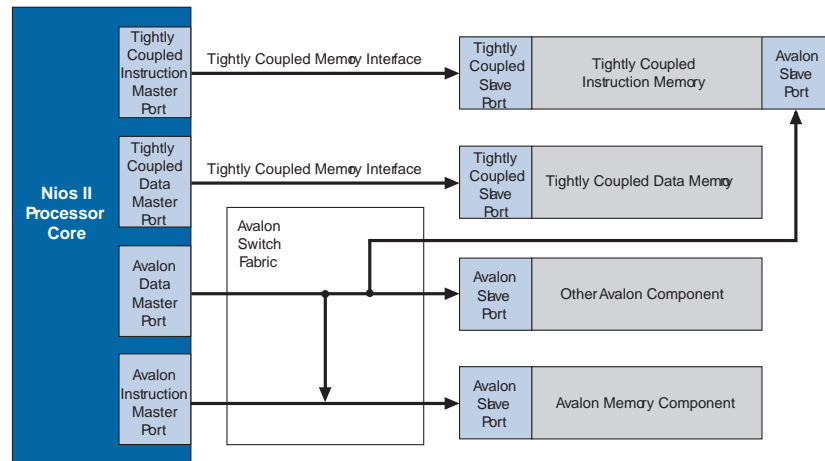 Nios II
Processor
Core
Tightly
Coupled
Instruction
Master
Port
Tightly Coupled Memory Interface
Tightly
Coupled
Slave
Port
Tightly Coupled
Instruction Memory
Avalon
Slave
Port
Tightly
Coupled
Data
Master
Port
Tightly Coupled Memory Interface
Tightly
Coupled
Slave
Port
Tightly Coupled Data Memory
Avalon
Switch
Fabric
Avalon
Data
Master
Port
Avalon
Slave
Port
Other Avalon Component
Avalon
Instruction
Master
Port
Avalon
Slave
Port
Avalon Memory Component